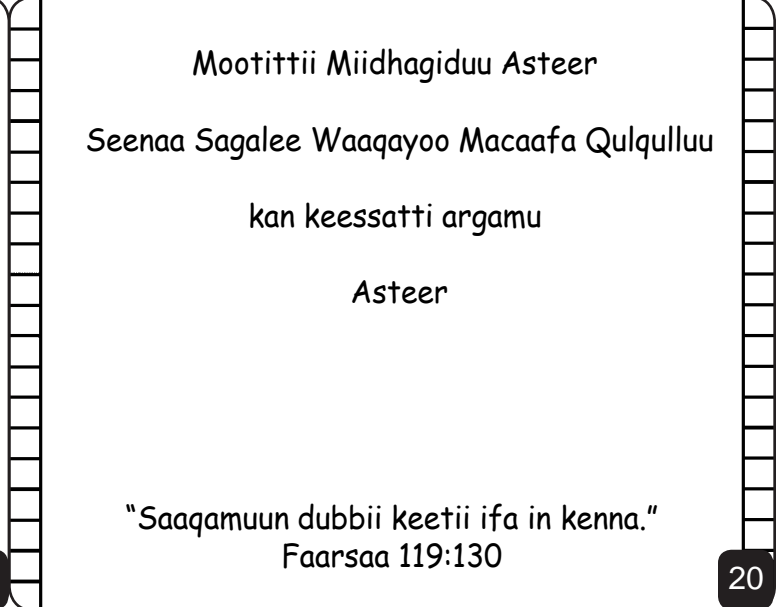 Mootittii Miidhagiduu Asteer
Seenaa Sagalee Waaqayoo Macaafa Qulqulluu
kan keessatti argamu
Asteer
“Saaqamuun dubbii keetii ifa in kenna.”
Faarsaa 119:130
20